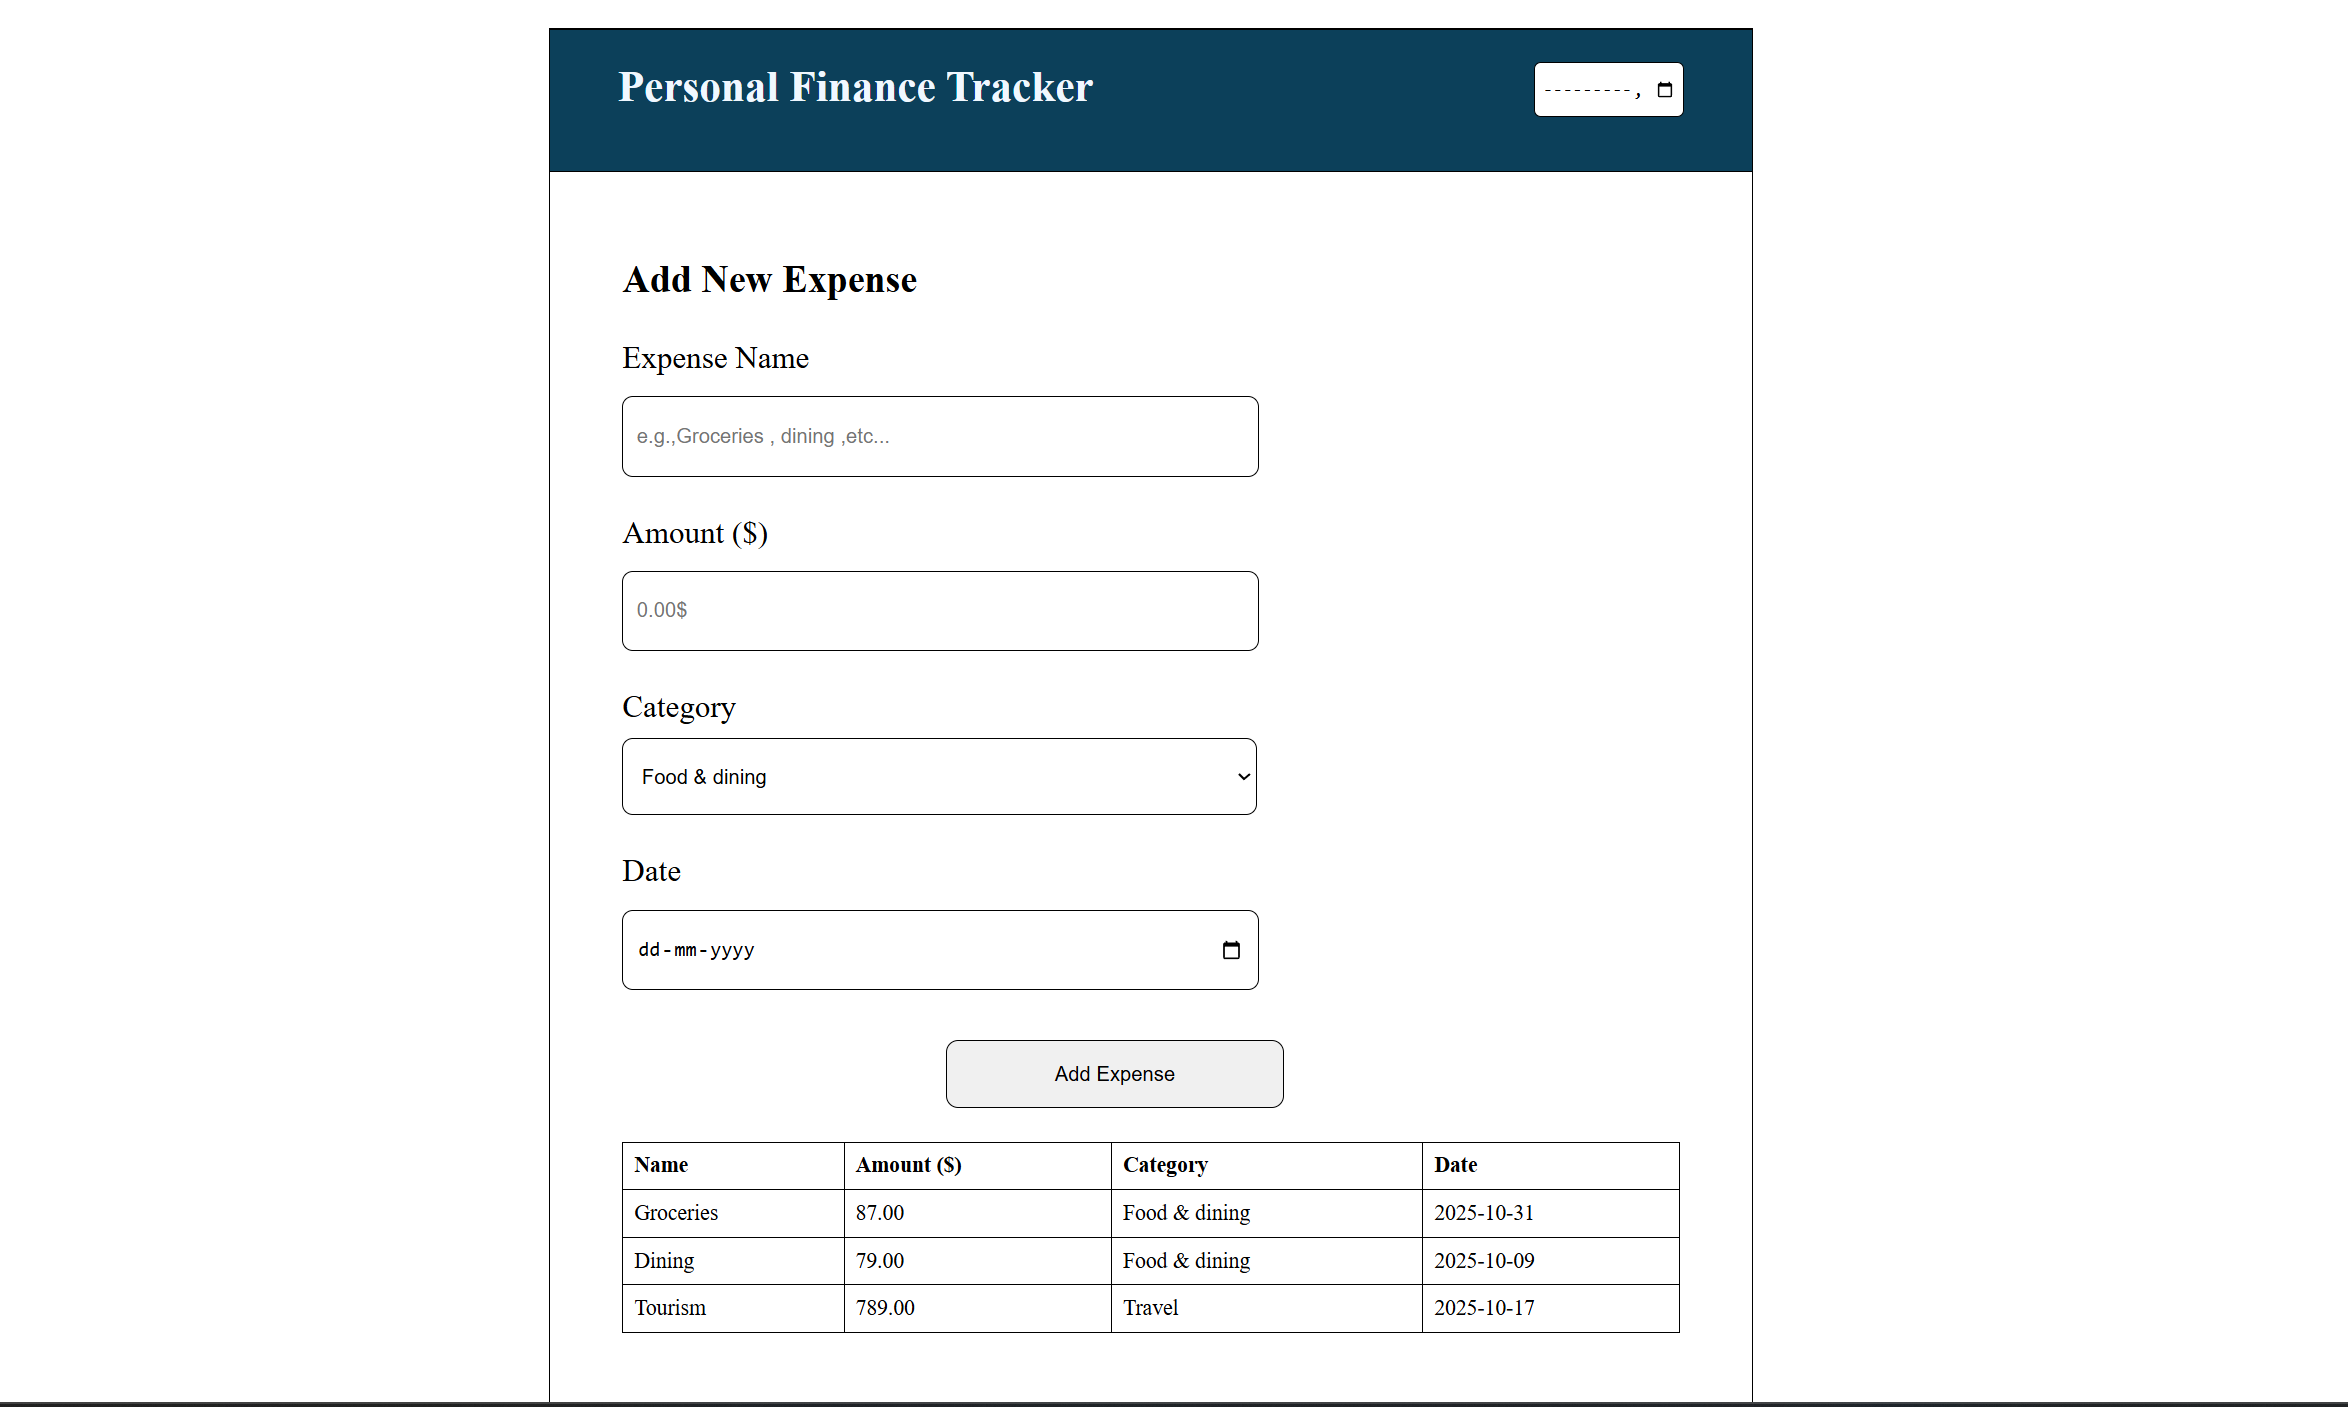 Personal Finance Tracker
---------,
Add New Expense
Expense Name
e.g.,Groceries , dining ,etc...
Amount ($)
0.00$
Category
Food & dining
Date
dd-mm-yyyy
Add Expense
Name Amount ($) Category Date
Groceries 87.00 Food & dining 2025-10-31
Dining 79.00 Food & dining 2025-10-09
Tourism 789.00 Travel 2025-10-17